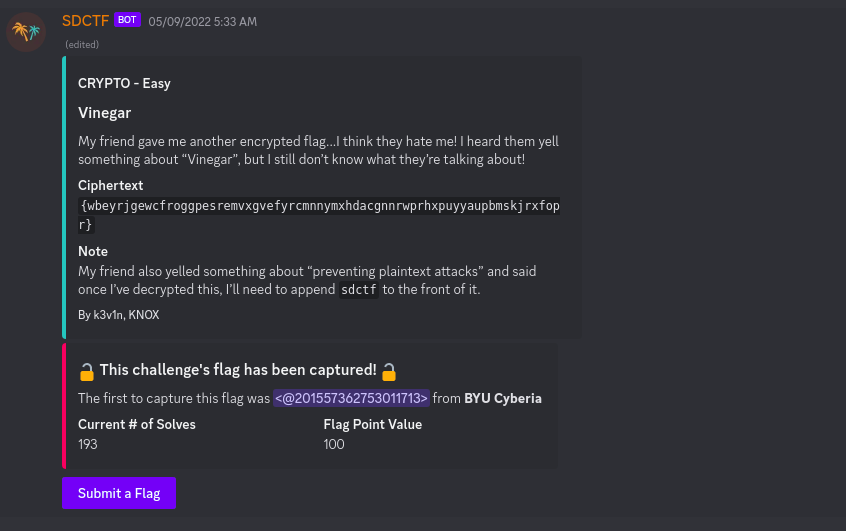 SDCTF BOT 05/09/2022 5:33 AM
(edited)
CRYPTO - Easy
Vinegar
My friend gave me another encrypted flag...I think they hate me! I heard them yell
something about “Vinegar”, but I still don’t know what they’re talking about!
Ciphertext
{wbeyrjgewcfroggpesremvxgvefyrcmnnymxhdacgnnrwprhxpuyyaupbmskjrxfop
r}
Note
My friend also yelled something about “preventing plaintext attacks” and said
once I’ve decrypted this, I’ll need to append sdctf to the front of it.
By k3v1n, KNOX
🔓 This challenge's flag has been captured! 🔓
The first to capture this flag was <@201557362753011713> from BYU Cyberia
Current # of Solves Flag Point Value
193 100
Submit a Flag